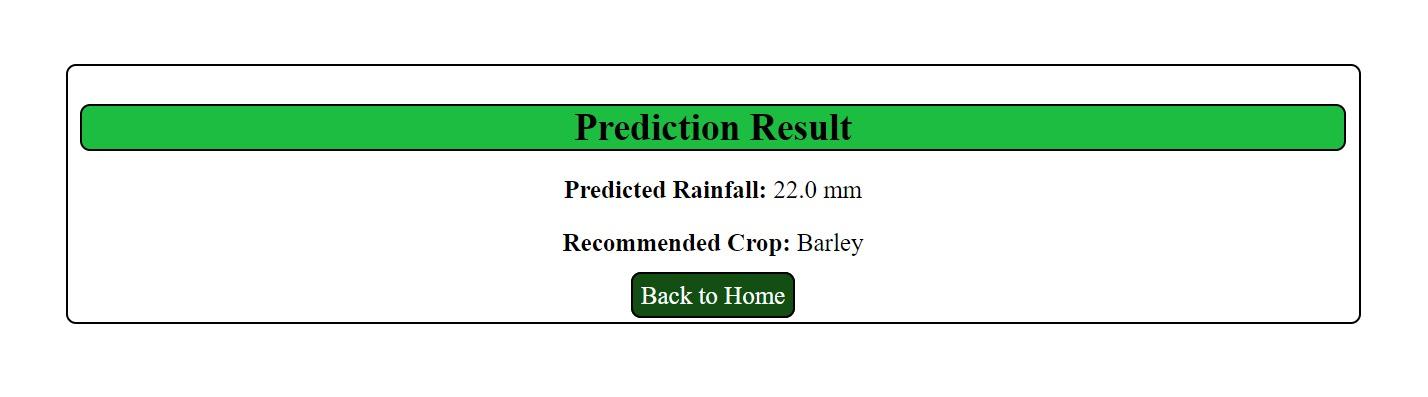 Prediction Result
Predicted Rainfall: 22.0 mm
Recommended Crop: Barley
Back to Home